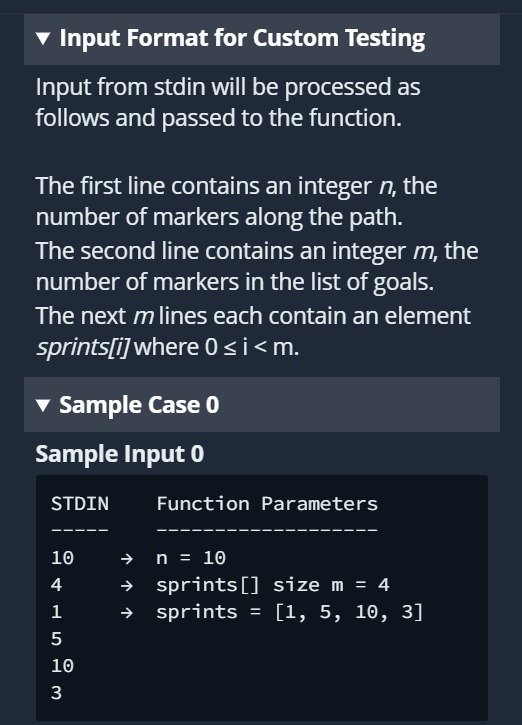 ▼ Input Format for Custom Testing
Input from stdin will be processed as
follows and passed to the function.
The first line contains an integer n, the
number of markers along the path.
The second line contains an integer m, the
number of markers in the list of goals.
The next m lines each contain an element
sprints[i] where 0 ≤ i < m.
▼ Sample Case 0
Sample Input 0
STDIN    Function Parameters
-----    -------------------
10    →  n = 10
4     →  sprints[] size m = 4
1     →  sprints = [1, 5, 10, 3]
5
10
3